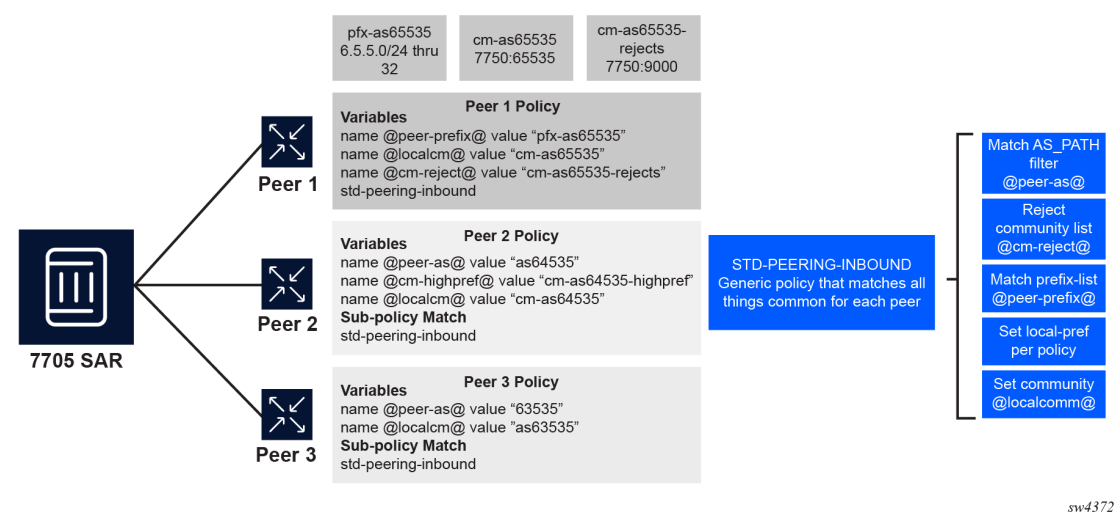 pfx-as65535
6.5.5.0/24 thru
32
cm-as65535
7750:65535
cm-as65535-
rejects
7750:9000
Peer 1 Policy
Variables
name @peer-prefix@ value “pfx-as65535”
name @localcm@ value “cm-as65535”
name @cm-reject@ value “cm-as65535-rejects”
std-peering-inbound
Peer 1
Peer 2 Policy
Variables
name @peer-as@ value “as64535”
name @cm-highpref@ value “cm-as64535-highpref”
name @localcm@ value “cm-as64535”
Sub-policy Match
std-peering-inbound
Peer 2
7705 SAR
Peer 3 Policy
Variables
name @peer-as@ value “63535”
name @localcm@ value ”as63535”
Sub-policy Match
std-peering-inbound
Peer 3
STD-PEERING-INBOUND
Generic policy that matches all
things common for each peer
Match AS_PATH
filter
@peer-as@
Reject
community list
@cm-reject@
Match prefix-list
@peer-prefix@
Set local-pref
per policy
Set community
@localcomm@
sw4372